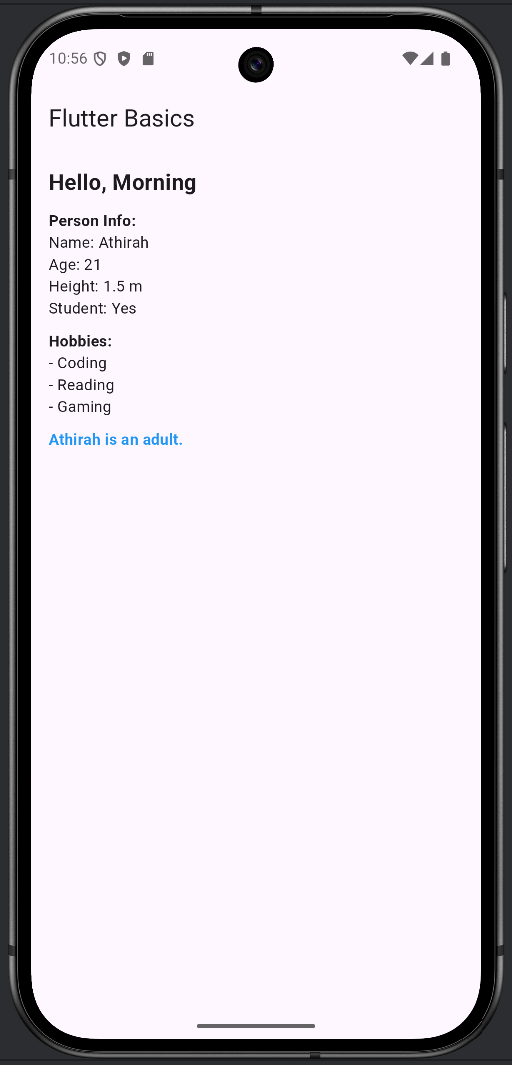 10:56
Flutter Basics
Hello, Morning
Person Info:
Name: Athirah
Age: 21
Height: 1.5 m
Student: Yes
Hobbies:
- Coding
- Reading
- Gaming
Athirah is an adult.